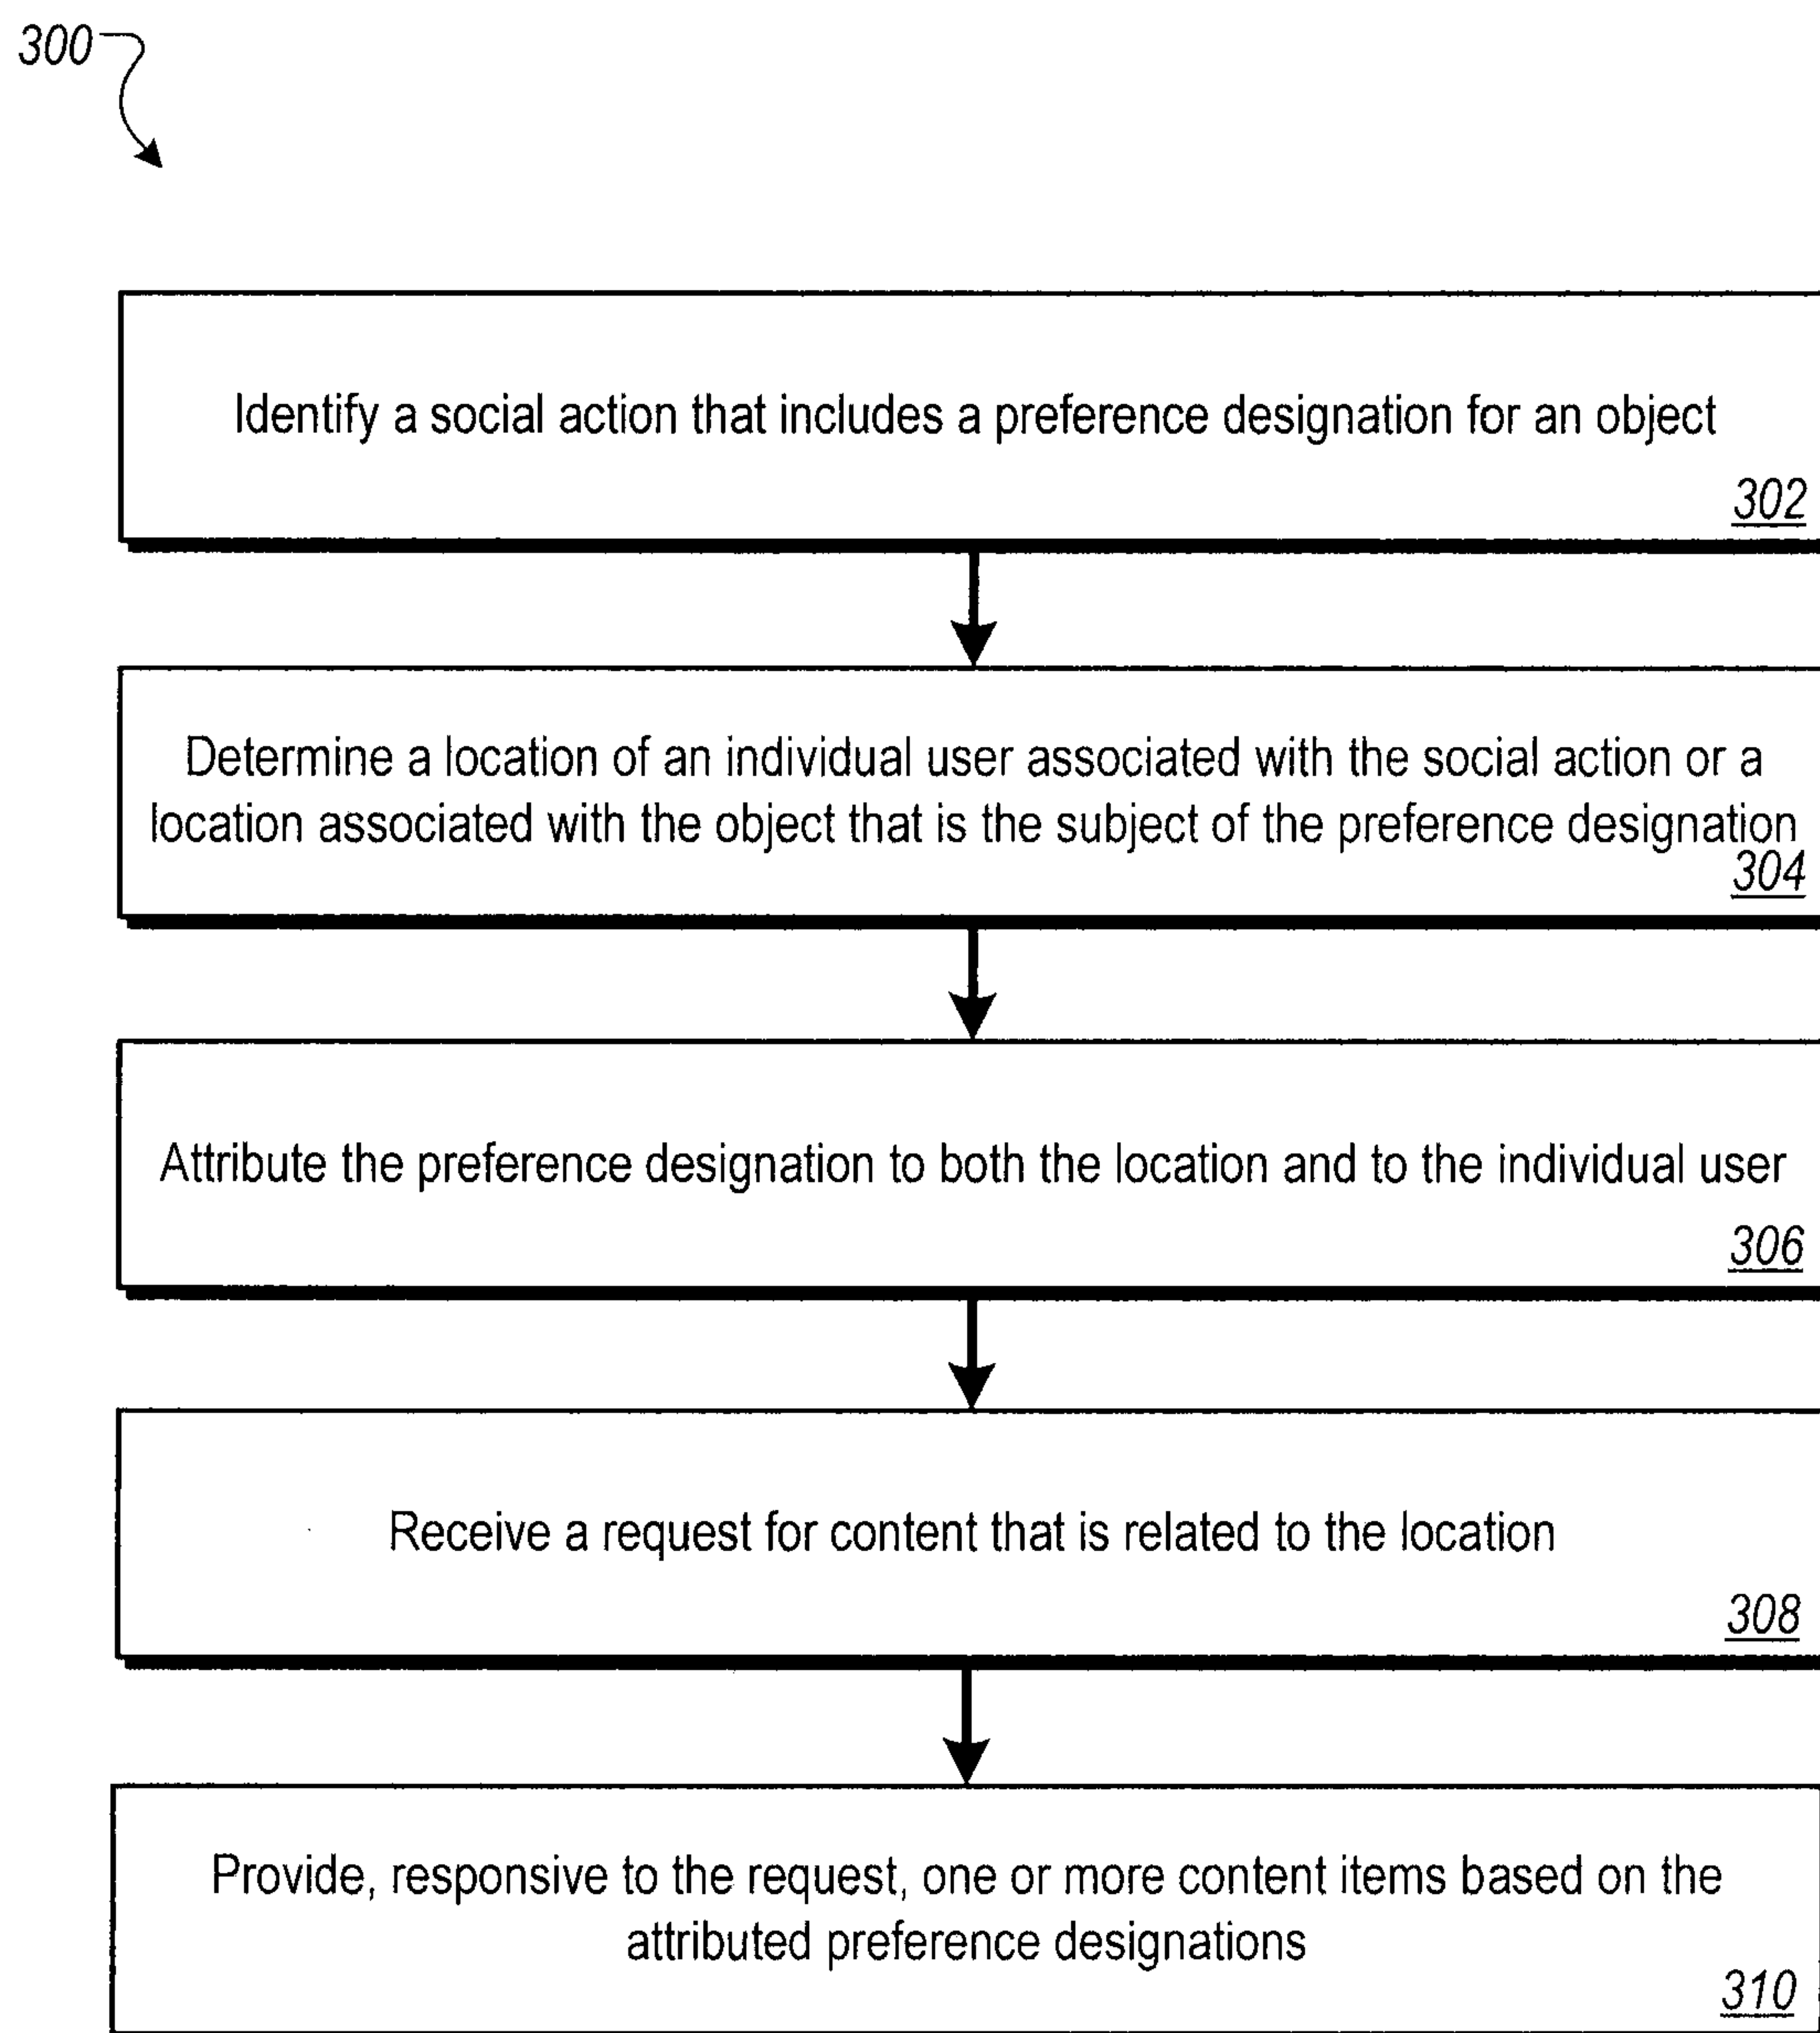 300
Identify a social action that includes a preference designation for an object
302
Determine a location of an individual user associated with the social action or a
location associated with the object that is the subject of the preference designation
304
Attribute the preference designation to both the location and to the individual user
306
Receive a request for content that is related to the location
308
Provide, responsive to the request, one or more content items based on the
attributed preference designations
310